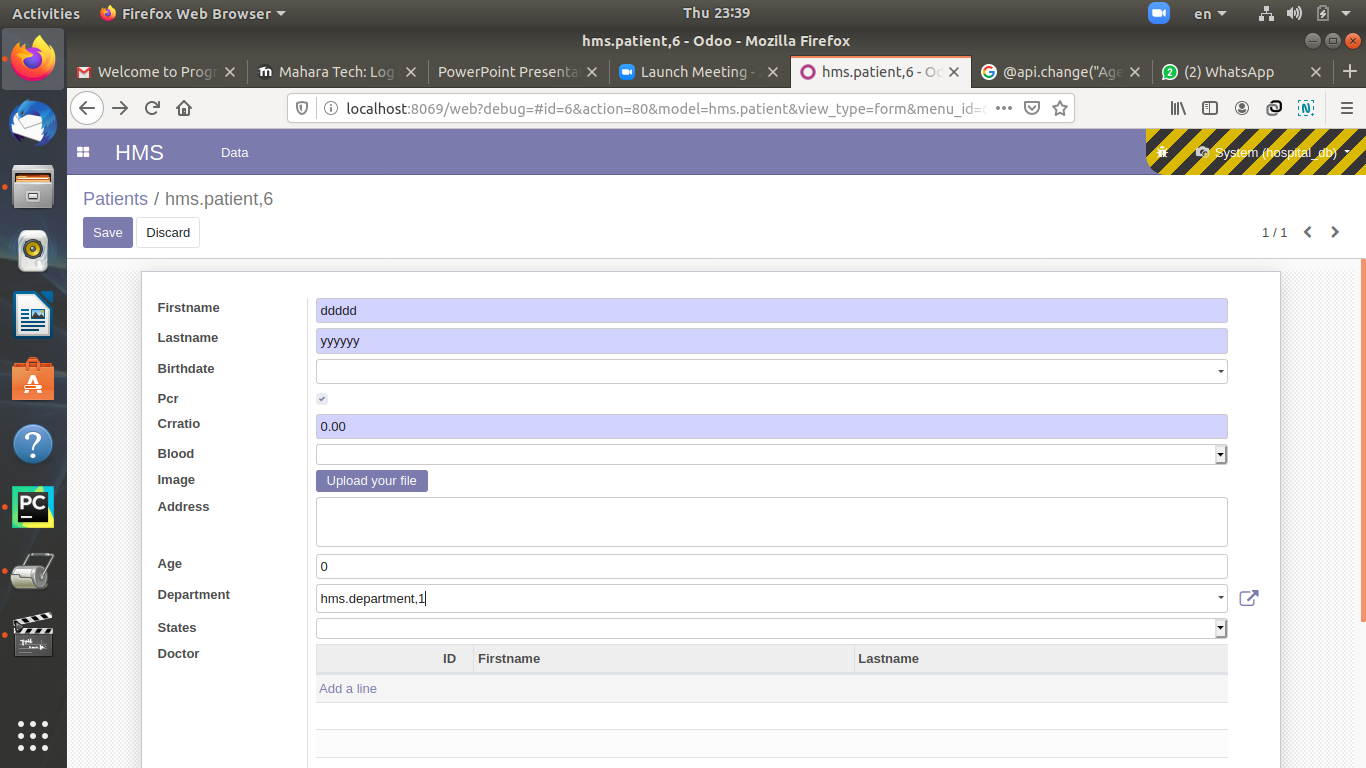 Activities Firefox Web Browser Thu 23:39 en
hms.patient,6 - Odoo - Mozilla Firefox
Welcome to Progr Mahara Tech: Log PowerPoint Presenta Launch Meeting - hms.patient,6 - Od @api.change("Age (2) WhatsApp
localhost:8069/web?debug=#id=6&action=80&model=hms.patient&view_type=form&menu_id=
HMS Data System (hospital_db)
Patients / hms.patient,6
Save Discard 1 / 1
Firstname ddddd
Lastname yyyyyy
Birthdate
Pcr
Crratio 0.00
Blood
Image Upload your file
Address
Age 0
Department hms.department,1
States
Doctor ID Firstname Lastname
Add a line